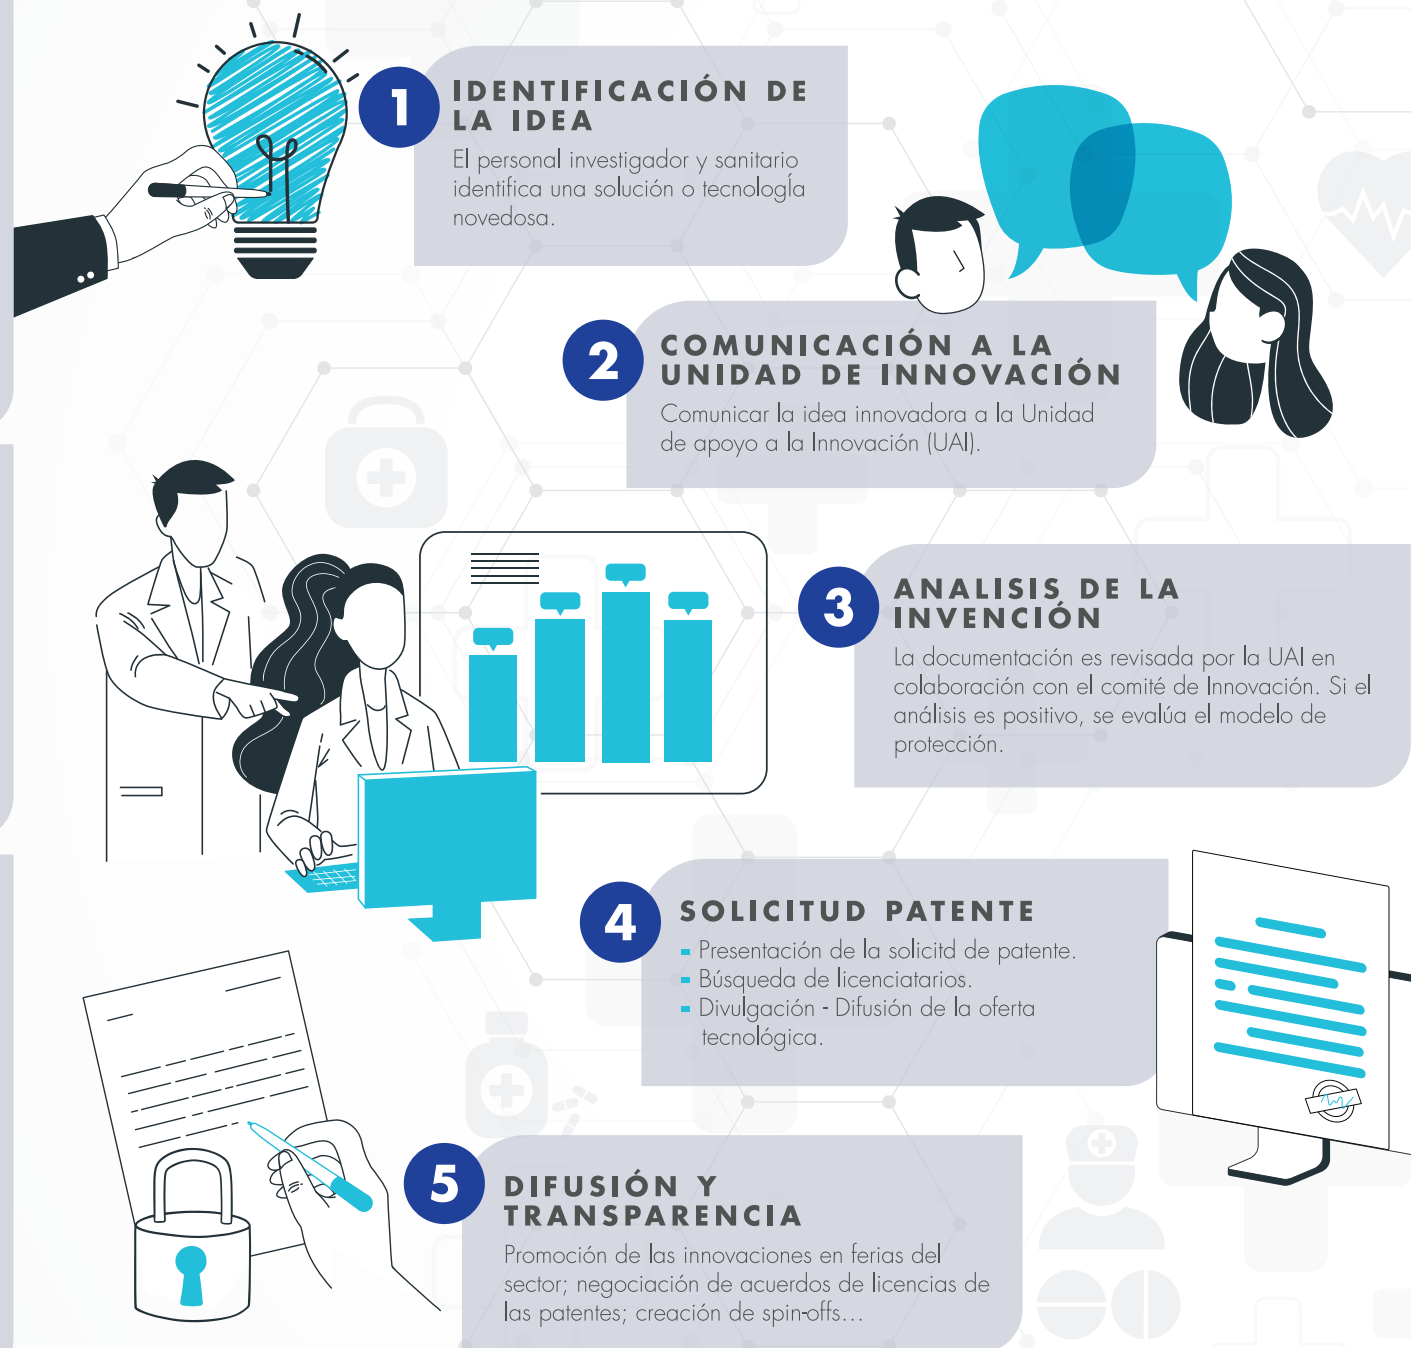 1
IDENTIFICACIÓN DE
LA IDEA
El personal investigador y sanitario
identifica una solución o tecnología
novedosa.
2
COMUNICACIÓN A LA
UNIDAD DE INNOVACIÓN
Comunicar la idea innovadora a la Unidad
de apoyo a la Innovación (UAI).
3
ANALISIS DE LA
INVENCIÓN
La documentación es revisada por la UAI en
colaboración con el comité de Innovación. Si el
análisis es positivo, se evalúa el modelo de
protección.
4
SOLICITUD PATENTE
- Presentación de la solicitd de patente.
- Búsqueda de licenciatarios.
- Divulgación - Difusión de la oferta
tecnológica.
5
DIFUSIÓN Y
TRANSPARENCIA
Promoción de las innovaciones en ferias del
sector; negociación de acuerdos de licencias de
las patentes; creación de spin-offs...